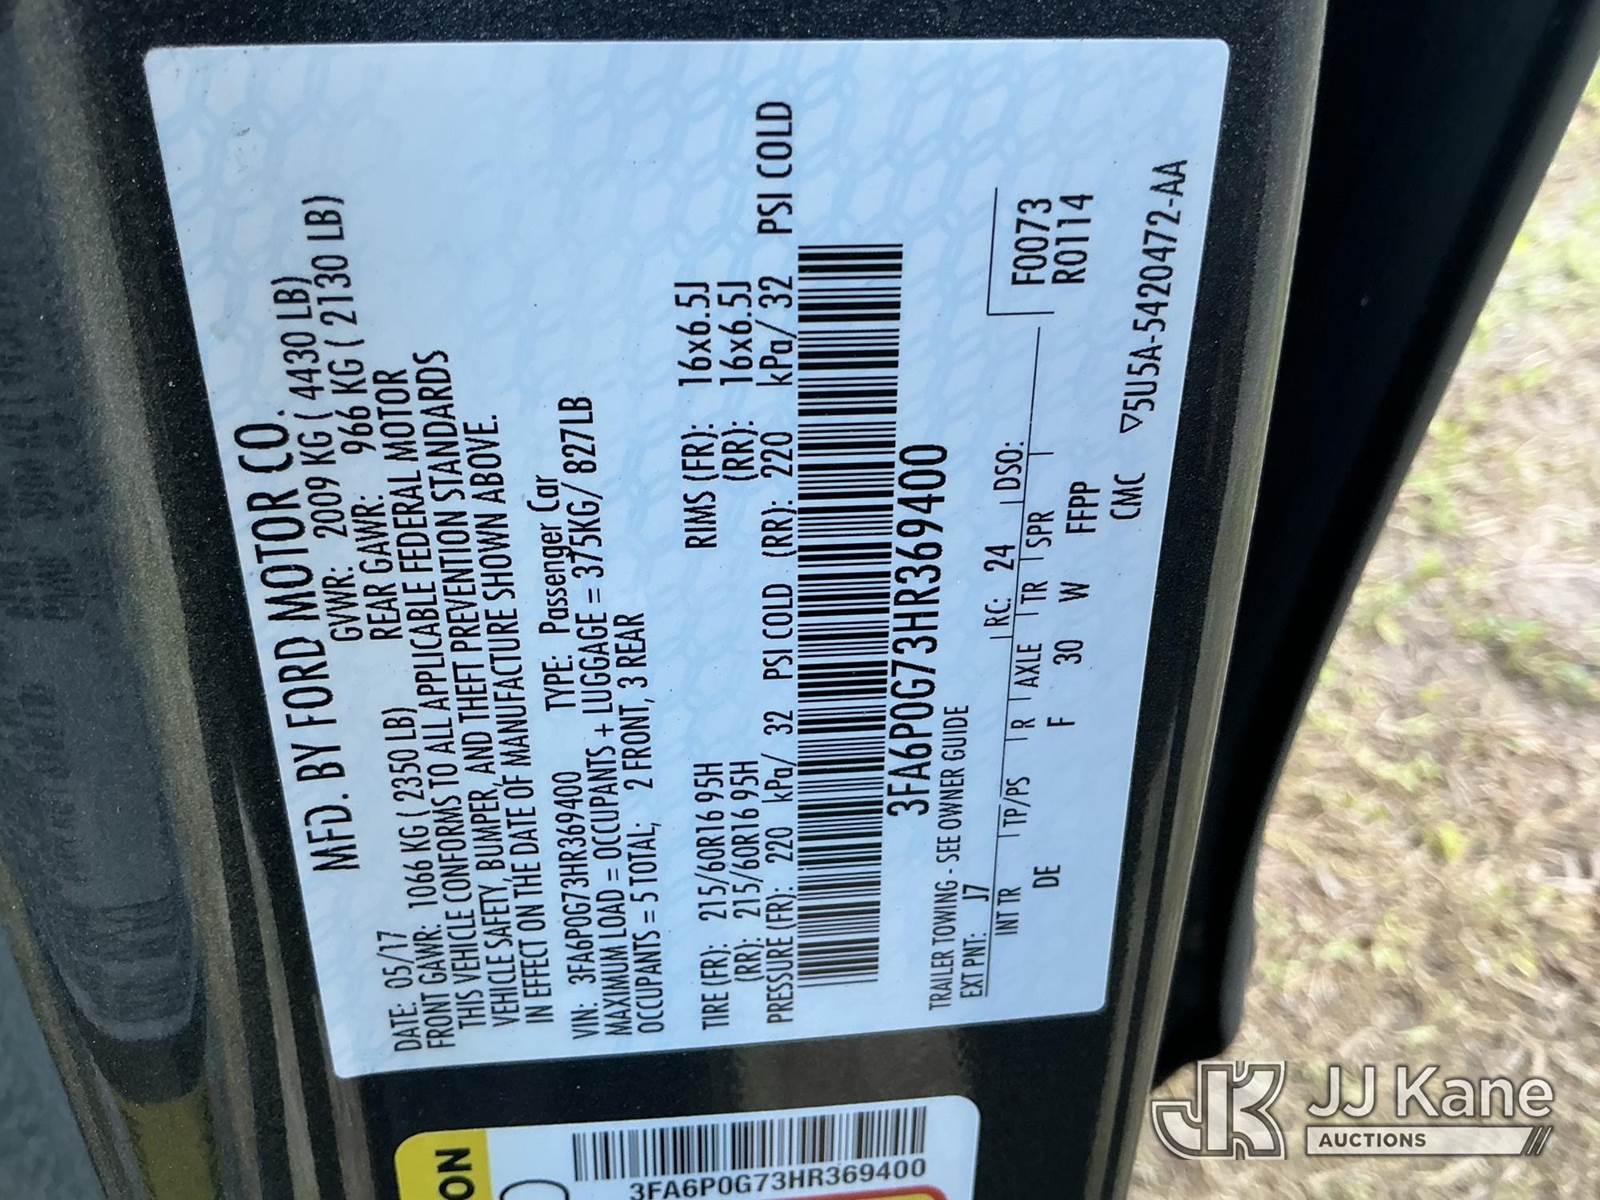 MFD. BY FORD MOTOR CO.
DATE: 05/17 GVWR: 2009 KG ( 4430 LB)
FRONT GAWR: 1066 KG ( 2350 LB) REAR GAWR: 966 KG ( 2130 LB)
THIS VEHICLE CONFORMS TO ALL APPLICABLE FEDERAL MOTOR
VEHICLE SAFETY, BUMPER, AND THEFT PREVENTION STANDARDS
IN EFFECT ON THE DATE OF MANUFACTURE SHOWN ABOVE.
VIN: 3FA6P0G73HR369400 TYPE: Passenger Car
MAXIMUM LOAD = OCCUPANTS + LUGGAGE = 375KG/ 827LB
OCCUPANTS = 5 TOTAL; 2 FRONT, 3 REAR
TIRE (FR): 215/60R16 95H RIMS (FR): 16x6.5J
(RR): 215/60R16 95H (RR): 16x6.5J
PRESSURE (FR): 220 kPa/ 32 PSI COLD (RR): 220 kPa/ 32 PSI COLD
3FA6P0G73HR369400
TRAILER TOWING - SEE OWNER GUIDE
EXT PNT: J7 RC: 24 DSO:
F0073
R0114
INT TR TP/PS R AXLE TR SPR
DE F 30 W FFPP
CMC ▽5U5A-5420472-AA
ON
3FA6P0G73HR369400
JK
JJ Kane
AUCTIONS